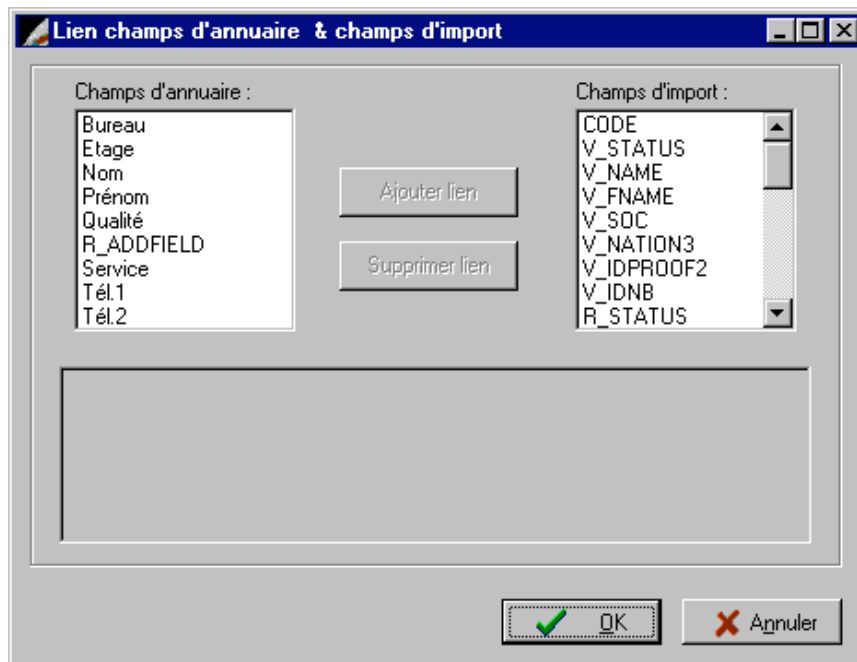 Lien champs d'annuaire & champs d'import
Champs d'annuaire :
Bureau
Etage
Nom
Prénom
Qualité
R_ADDFIELD
Service
Tél.1
Tél.2
Ajouter lien
Supprimer lien
Champs d'import :
CODE
V_STATUS
V_NAME
V_FNAME
V_SOC
V_NATION3
V_IDPROOF2
V_IDNB
R_STATUS
OK
Annuler